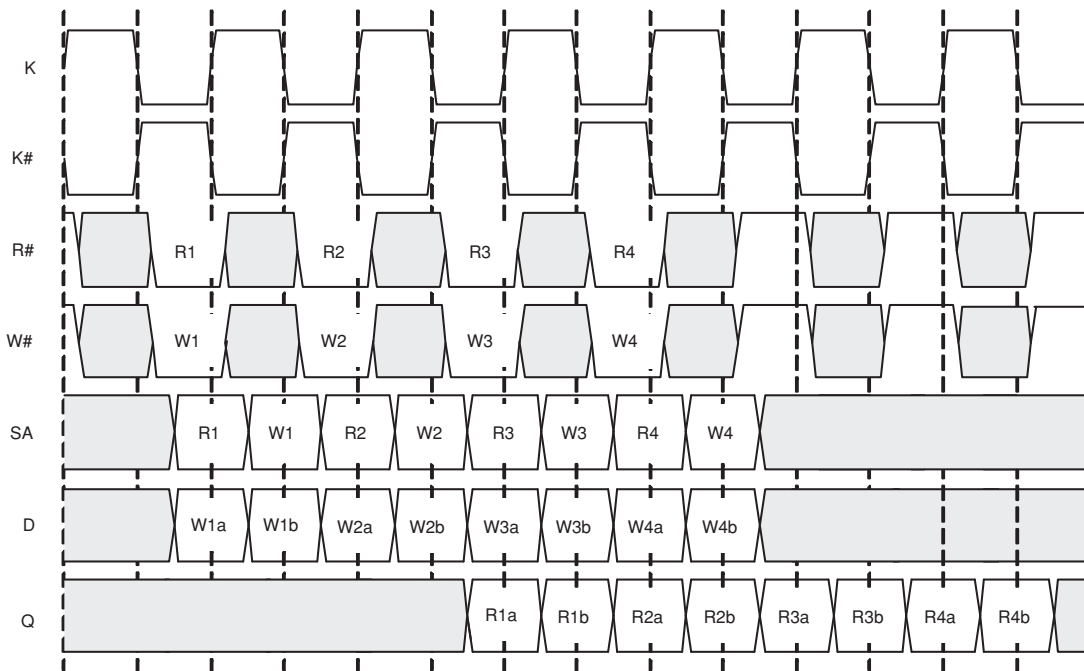 K
K#
R# R1 R2 R3 R4
W# W1 W2 W3 W4
SA R1 W1 R2 W2 R3 W3 R4 W4
D W1a W1b W2a W2b W3a W3b W4a W4b
Q R1a R1b R2a R2b R3a R3b R4a R4b